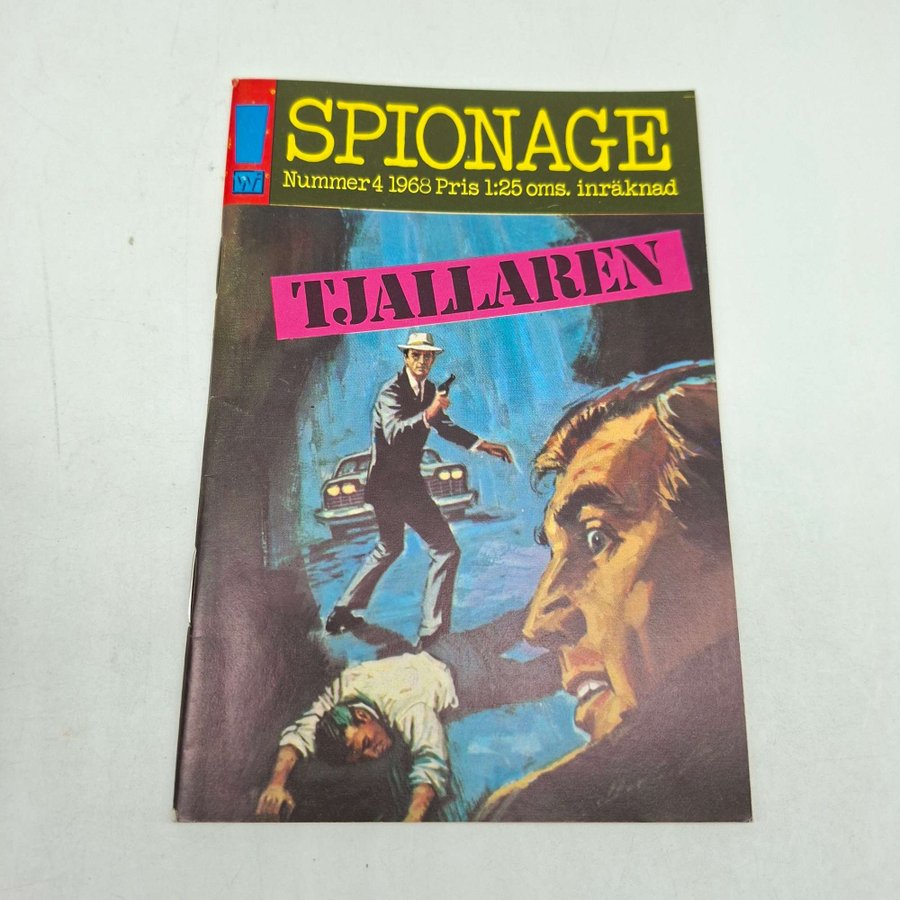 SPIONAGE
Nummer 4 1968 Pris 1:25 oms. inräknad
Wi
TJALLAREN